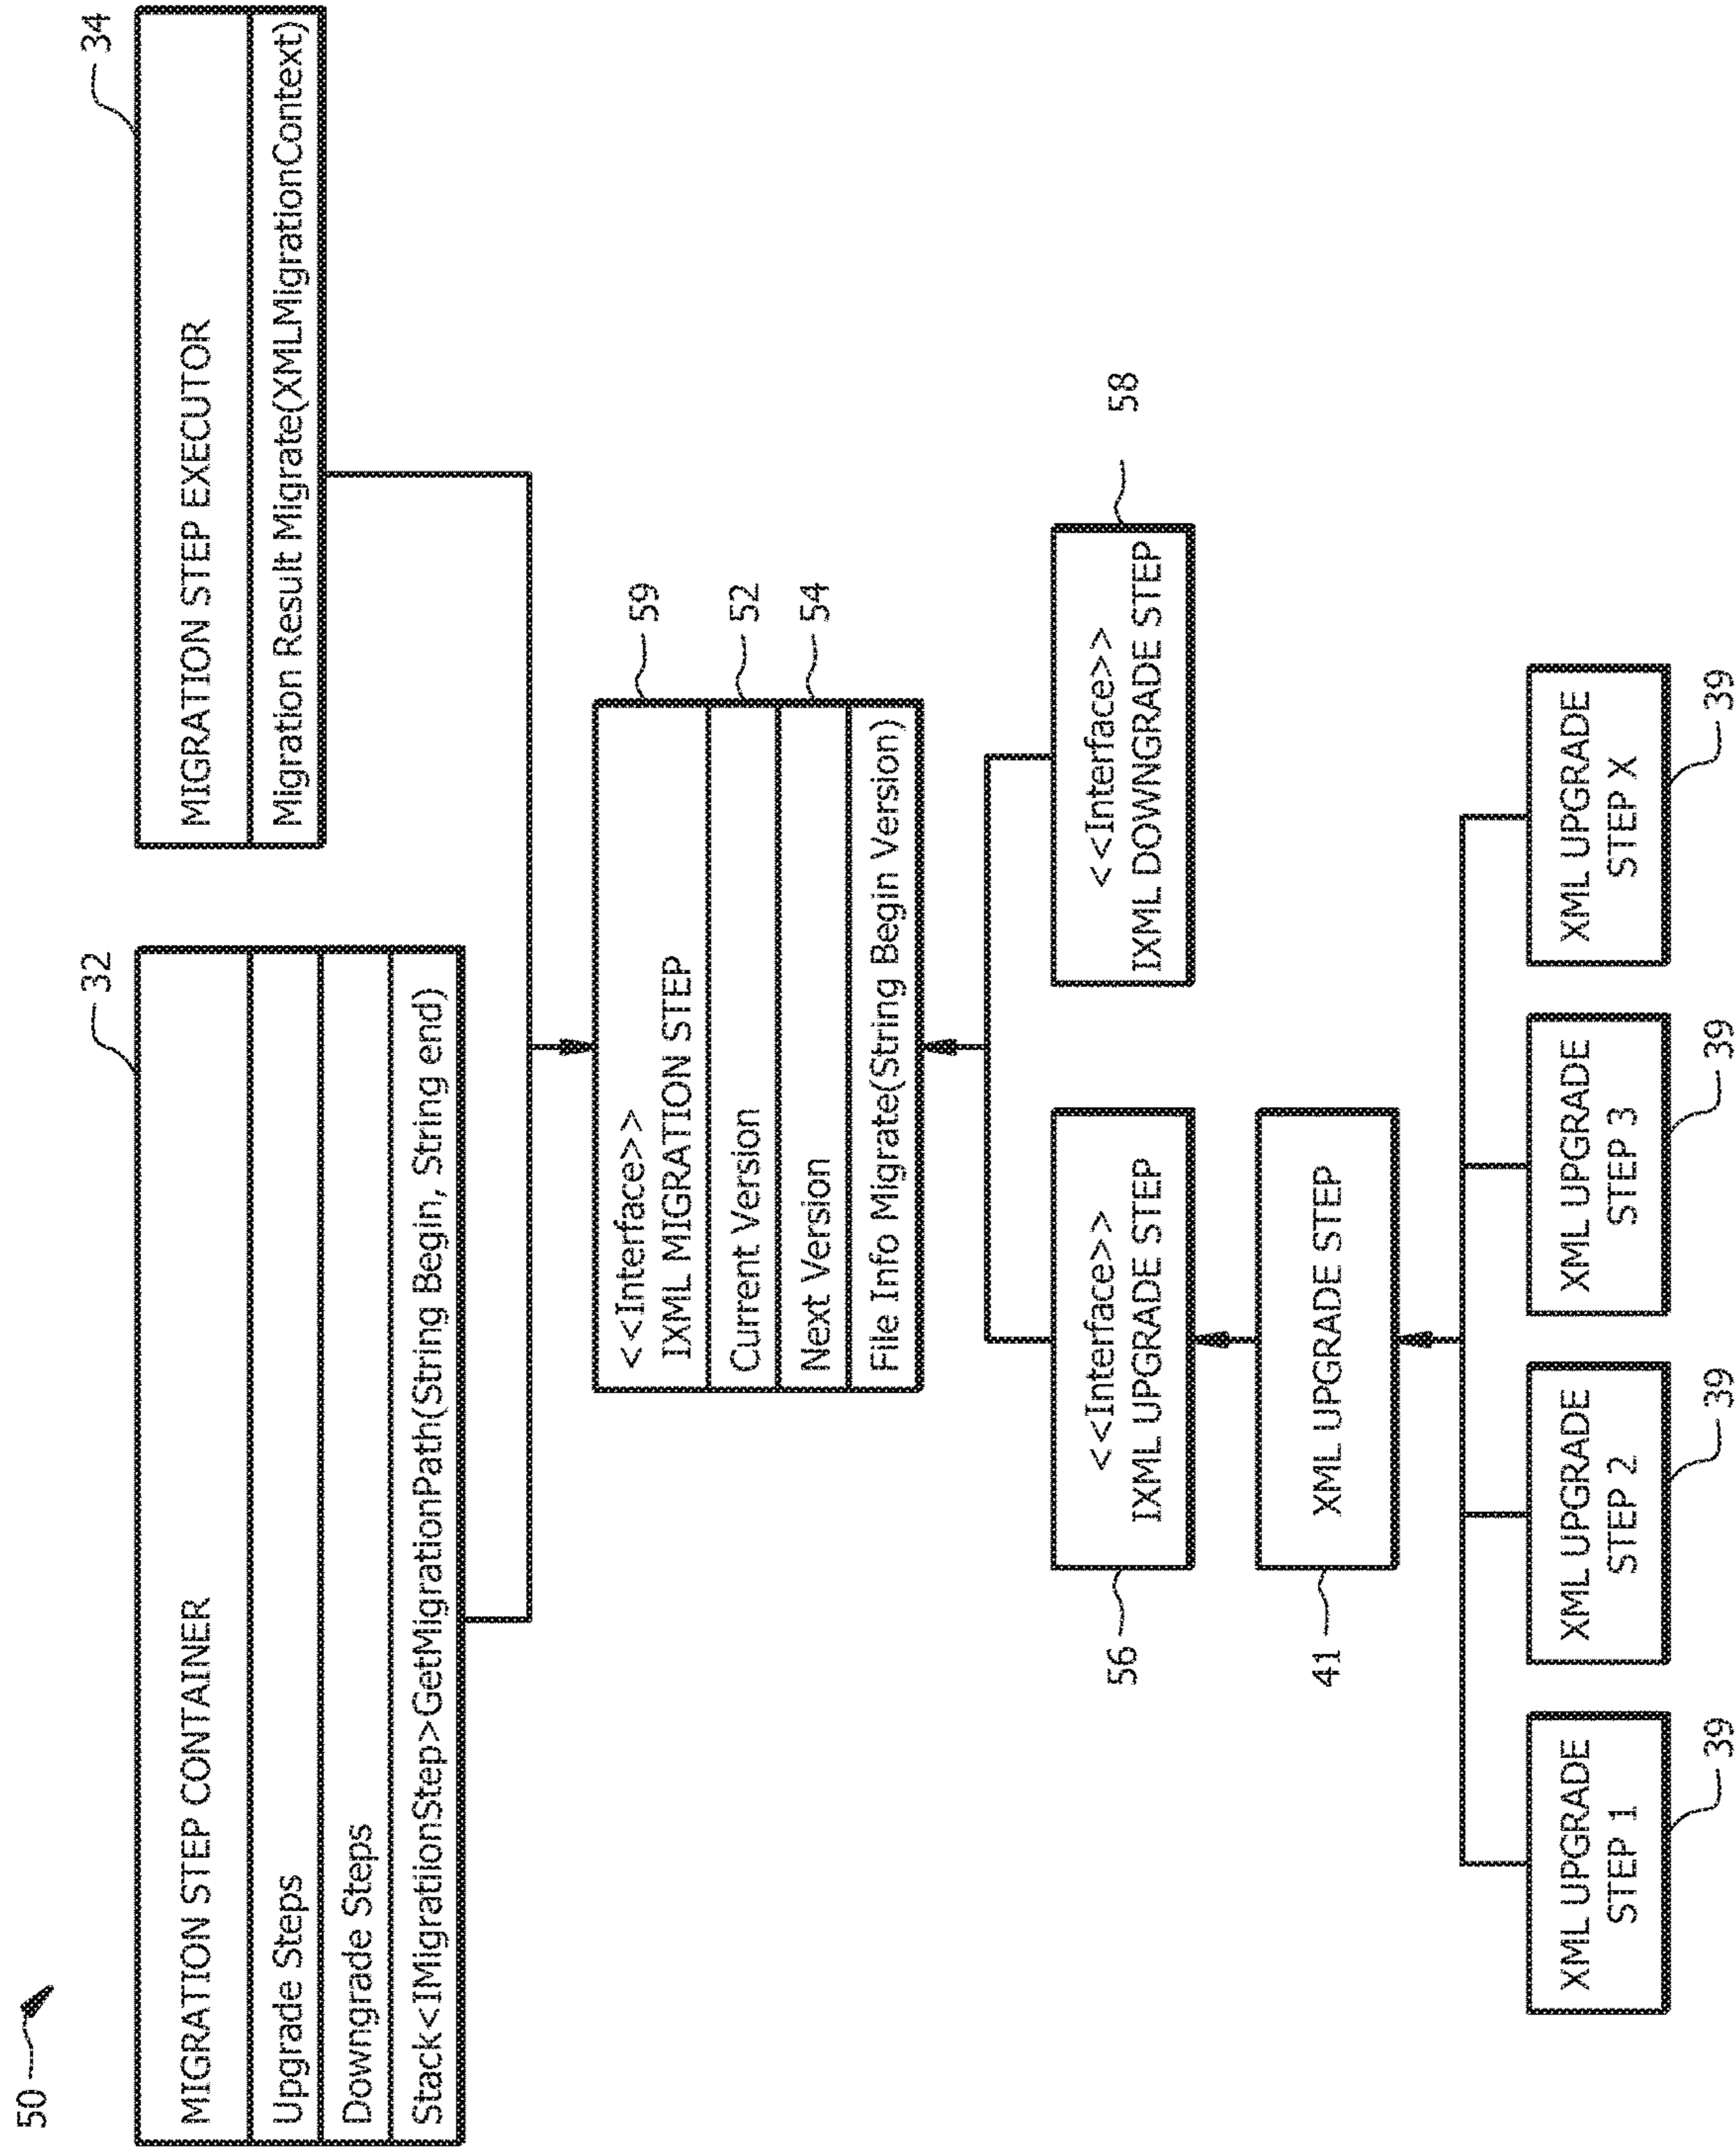 50
32
MIGRATION STEP CONTAINER
Upgrade Steps
Downgrade Steps
Stack<IMigratiionStep>GetMigrationPath(String Begin, String end)
34
MIGRATION STEP EXECUTOR
Migration Result Migrate(XMLMigrationContext)
<<Interface>>
IXML MIGRATION STEP
59
Current Version
52
Next Version
54
File Info Migrate(String Begin Version)
56
<<Interface>>
IXML UPGRADE STEP
<<Interface>>
IXML DOWNGRADE STEP
58
41
XML UPGRADE STEP
XML UPGRADE
STEP 1
39
XML UPGRADE
STEP 2
39
XML UPGRADE
STEP 3
39
XML UPGRADE
STEP X
39